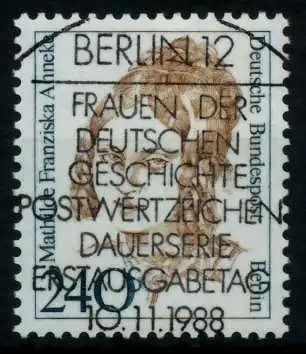 BERLIN 12
FRAUEN DER
DEUTSCHEN
GESCHICHTE
POSTWERTZEICHEN
DAUERSERIE
ERSTAUSGABETAG
10.11.1988
Mathilde Franziska Anneke
Deutsche Bundespost Berlin
240